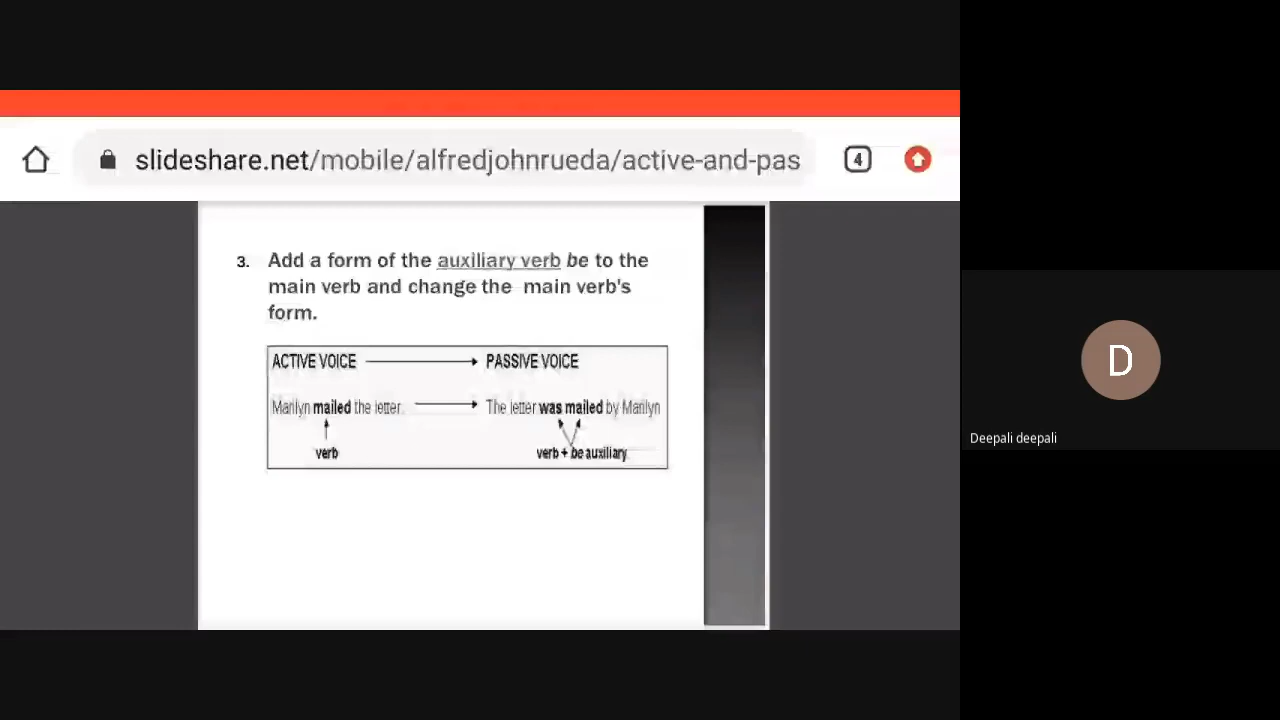 slideshare.net/mobile/alfredjohnrueda/active-and-pas
4
3. Add a form of the auxiliary verb be to the
main verb and change the main verb's
form.
ACTIVE VOICE PASSIVE VOICE
Marilyn mailed the letter. The letter was mailed by Marilyn
verb verb + be auxiliary
D
Deepali deepali